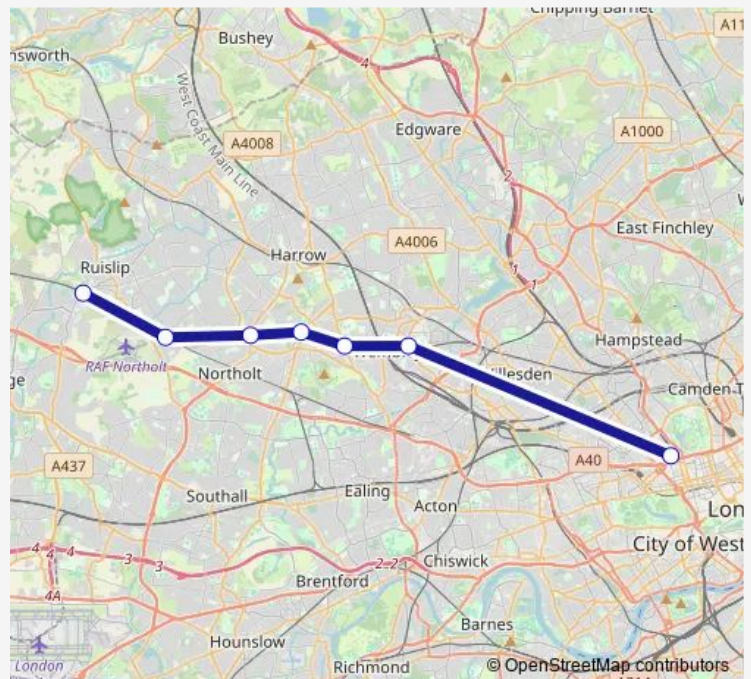 Chipping Barnet
A11
Bushey
nsworth
4
West Coast Main Line
A4008
Edgware
A1000
2
East Finchley
A4006
Harrow
Ruislip
1
1
Hampstead
RAF Northolt
Northolt
Camden T
ge
A437
A40
Southall
Ealing
Acton
Lon
City of West
4 4 4
3 3
2 2
Chiswick
Brentford
4A
Barnes
Hounslow
London
Richmond
© OpenStreetMap contributors